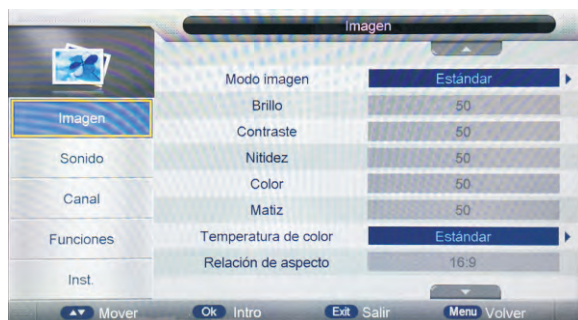 Imagen
Modo imagen Estándar
Brillo 50
Imagen
Contraste 50
Sonido
Nitidez 50
Color 50
Canal
Matiz 50
Funciones
Temperatura de color Estándar
Relación de aspecto 16:9
Inst.
Mover Ok Intro Exit Salir Menu Volver